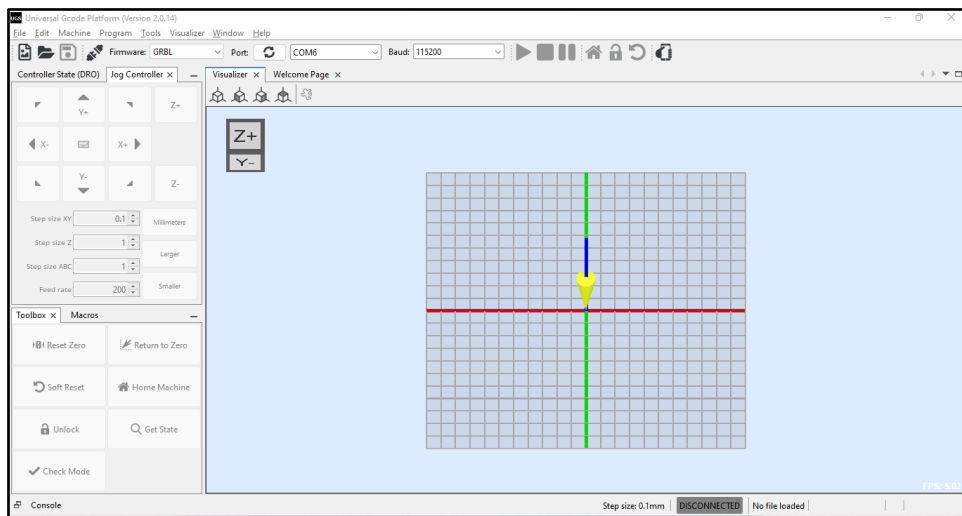 UGS Universal Gcode Platform (Version 2.0.14)
File Edit Machine Program Tools Visualizer Window Help
Firmware: GRBL Port: COM6 Baud: 115200
Controller State (DRO) Jog Controller Visualizer Welcome Page
Y+ Z+
X- X+
Y- Z-
Step size XY 0.1 Millimeters
Step size Z 1
Larger
Step size ABC 1
Feed rate 200 Smaller
Toolbox Macros
Reset Zero Return to Zero
Soft Reset Home Machine
Unlock Get State
Check Mode
Z+
Y-
Console Step size: 0.1mm DISCONNECTED No file loaded